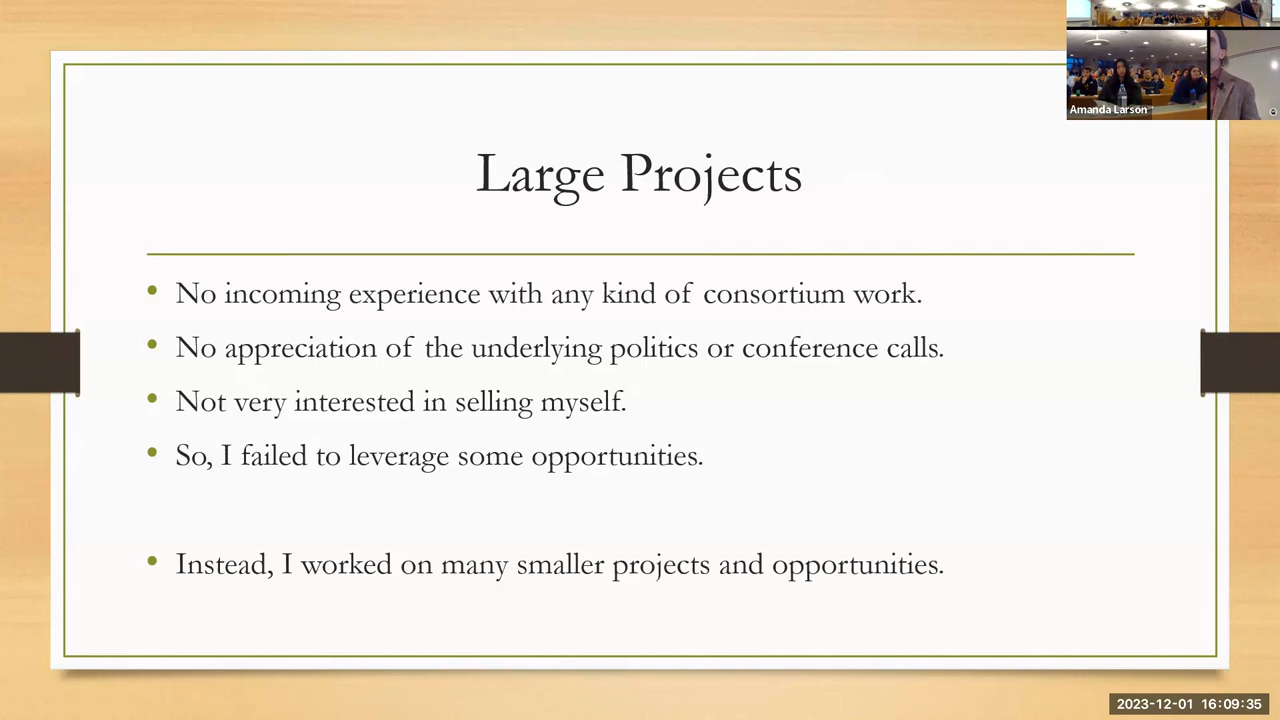 Amanda Larson
Large Projects
• No incoming experience with any kind of consortium work.
• No appreciation of the underlying politics or conference calls.
• Not very interested in selling myself.
• So, I failed to leverage some opportunities.
• Instead, I worked on many smaller projects and opportunities.
2023-12-01 16:09:35